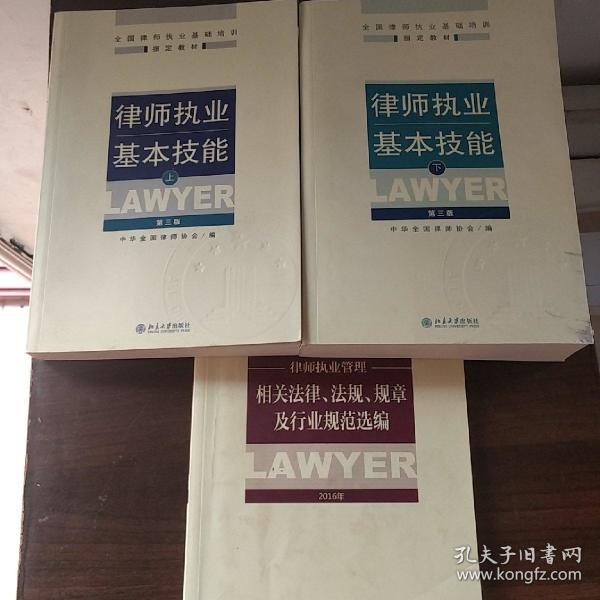 全国律师执业基础培训
指定教材
律师执业
基本技能
上
LAWYER
第三版
中华全国律师协会/编
北京大学出版社
PEKING UNIVERSITY PRESS
全国律师执业基础培训
指定教材
律师执业
基本技能
下
LAWYER
第三版
中华全国律师协会/编
北京大学出版社
PEKING UNIVERSITY PRESS
律师执业管理
相关法律、法规、规章
及行业规范选编
LAWYER
2016年
孔夫子旧书网
www.kongfz.com